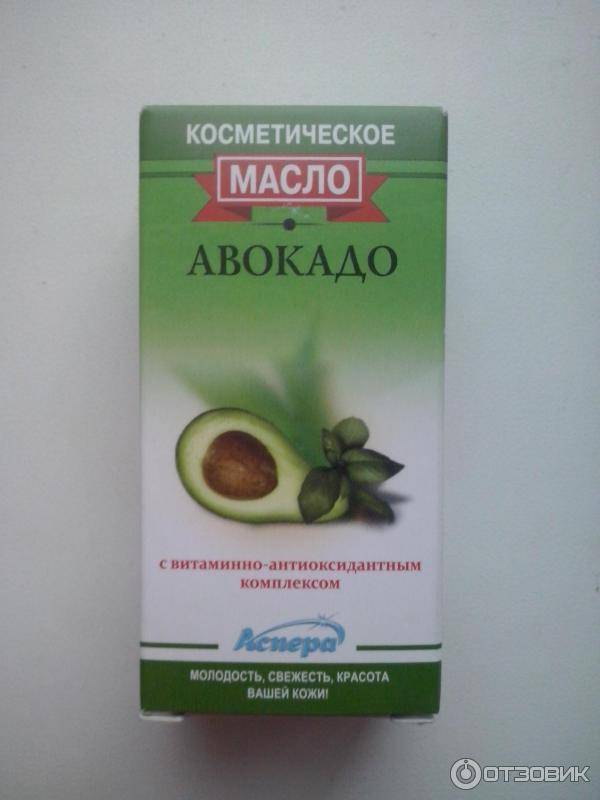 КОСМЕТИЧЕСКОЕ
МАСЛО
АВОКАДО
с витаминно-антиоксидантным
комплексом
Аспера
МОЛОДОСТЬ, СВЕЖЕСТЬ, КРАСОТА
ВАШЕЙ КОЖИ!
ОТЗОВИК